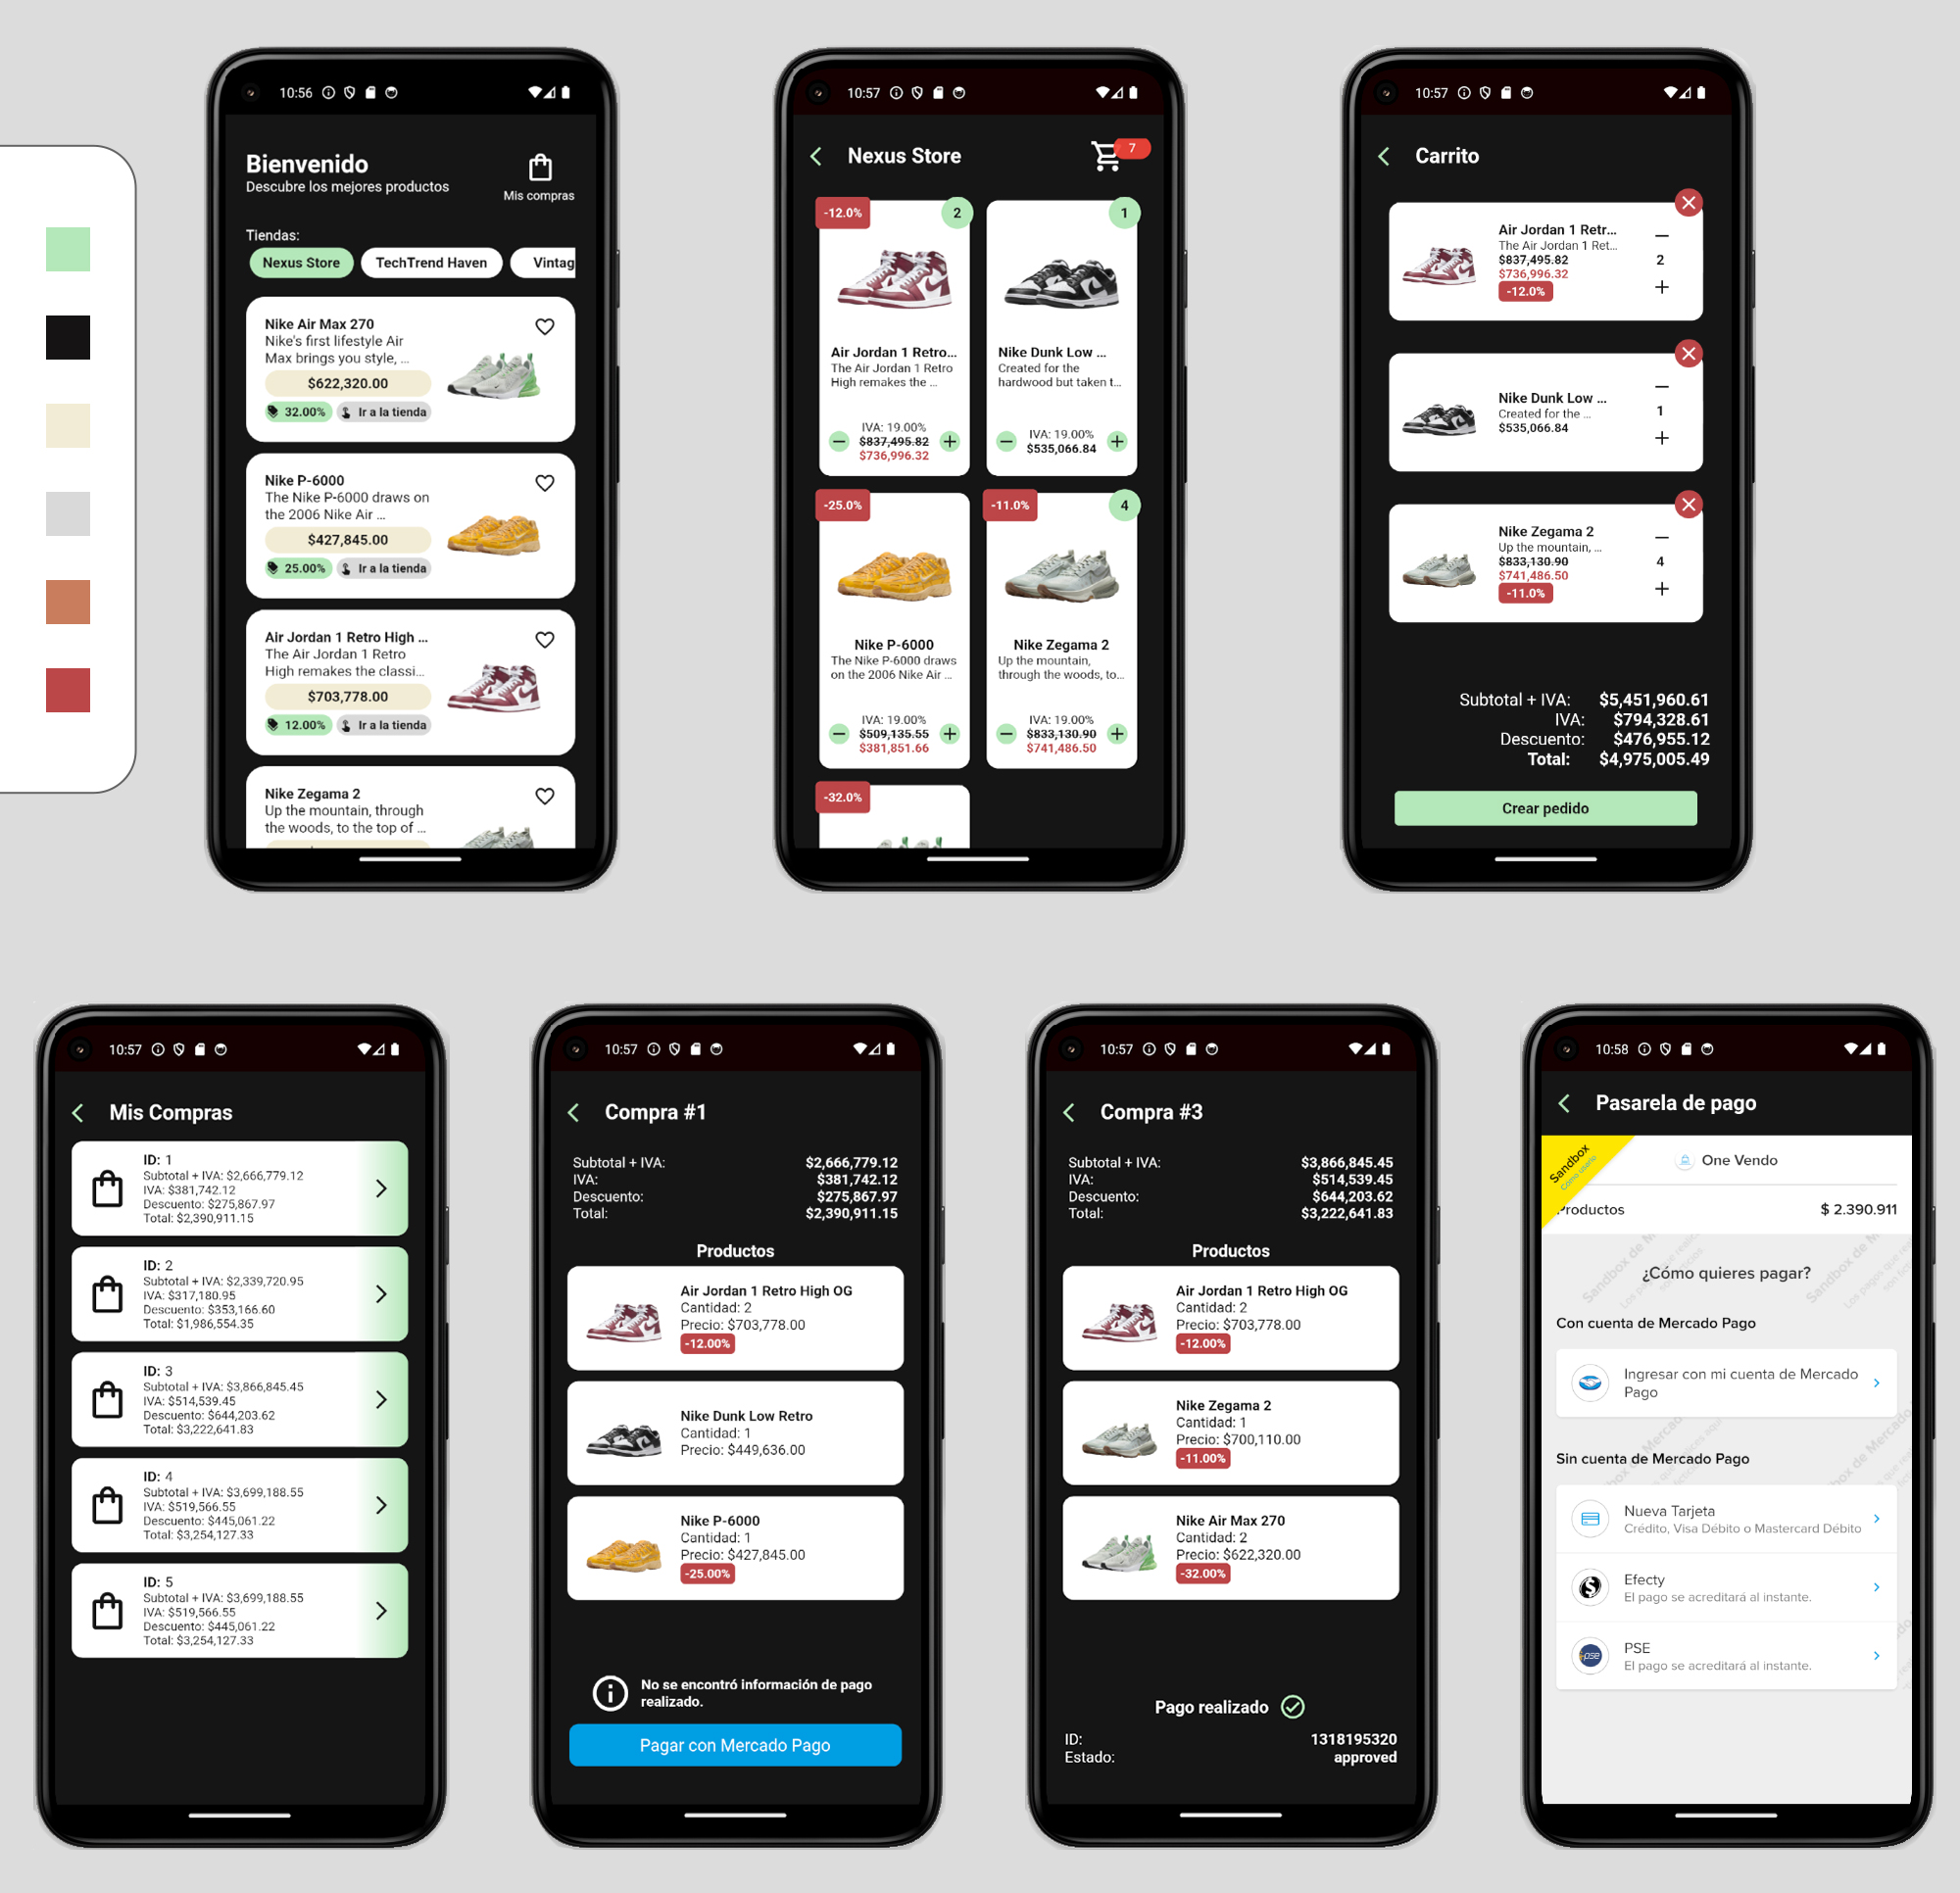 10:56
Bienvenido
Descubre los mejores productos
Mis compras
Tiendas:
Nexus Store
TechTrend Haven
Vintag
Nike Air Max 270
Nike's first lifestyle Air
Max brings you style, ...
$622,320.00
32.00%
Ir a la tienda
Nike P-6000
The Nike P-6000 draws on
the 2006 Nike Air ...
$427,845.00
25.00%
Ir a la tienda
Air Jordan 1 Retro High ...
The Air Jordan 1 Retro
High remakes the classi...
$703,778.00
12.00%
Ir a la tienda
Nike Zegama 2
Up the mountain, through
the woods, to the top of ...
10:57
Nexus Store
7
-12.0%
2
Air Jordan 1 Retro...
The Air Jordan 1 Retro
High remakes the ...
IVA: 19.00%
$837,495.82
$736,996.32
1
Nike Dunk Low ...
Created for the
hardwood but taken t...
IVA: 19.00%
$535,066.84
-25.0%
Nike P-6000
The Nike P-6000 draws
on the 2006 Nike Air ...
IVA: 19.00%
$509,135.55
$381,851.66
-11.0%
4
Nike Zegama 2
Up the mountain,
through the woods, to...
IVA: 19.00%
$833,130.90
$741,486.50
-32.0%
10:57
Carrito
Air Jordan 1 Retr...
The Air Jordan 1 Ret...
$837,495.82
$736,996.32
-12.0%
2
Nike Dunk Low ...
Created for the ...
$535,066.84
1
Nike Zegama 2
Up the mountain, ...
$833,130.90
$741,486.50
-11.0%
4
Subtotal + IVA: $5,451,960.61
IVA: $794,328.61
Descuento: $476,955.12
Total: $4,975,005.49
Crear pedido
10:57
Mis Compras
ID: 1
Subtotal + IVA: $2,666,779.12
IVA: $381,742.12
Descuento: $275,867.97
Total: $2,390,911.15
ID: 2
Subtotal + IVA: $2,339,720.95
IVA: $317,180.95
Descuento: $353,166.60
Total: $1,986,554.35
ID: 3
Subtotal + IVA: $3,866,845.45
IVA: $514,539.45
Descuento: $644,203.62
Total: $3,222,641.83
ID: 4
Subtotal + IVA: $3,699,188.55
IVA: $519,566.55
Descuento: $445,061.22
Total: $3,254,127.33
ID: 5
Subtotal + IVA: $3,699,188.55
IVA: $519,566.55
Descuento: $445,061.22
Total: $3,254,127.33
10:57
Compra #1
Subtotal + IVA: $2,666,779.12
IVA: $381,742.12
Descuento: $275,867.97
Total: $2,390,911.15
Productos
Air Jordan 1 Retro High OG
Cantidad: 2
Precio: $703,778.00
-12.00%
Nike Dunk Low Retro
Cantidad: 1
Precio: $449,636.00
Nike P-6000
Cantidad: 1
Precio: $427,845.00
-25.00%
No se encontró información de pago
realizado.
Pagar con Mercado Pago
10:57
Compra #3
Subtotal + IVA: $3,866,845.45
IVA: $514,539.45
Descuento: $644,203.62
Total: $3,222,641.83
Productos
Air Jordan 1 Retro High OG
Cantidad: 2
Precio: $703,778.00
-12.00%
Nike Zegama 2
Cantidad: 1
Precio: $700,110.00
-11.00%
Nike Air Max 270
Cantidad: 2
Precio: $622,320.00
-32.00%
Pago realizado
ID: 1318195320
Estado: approved
10:58
Pasarela de pago
Sandbox
Como usarlo
One Vendo
Productos $ 2.390.911
¿Cómo quieres pagar?
Con cuenta de Mercado Pago
Ingresar con mi cuenta de Mercado
Pago
Sin cuenta de Mercado Pago
Nueva Tarjeta
Crédito, Visa Débito o Mastercard Débito
Efecty
El pago se acreditará al instante.
pse
PSE
El pago se acreditará al instante.